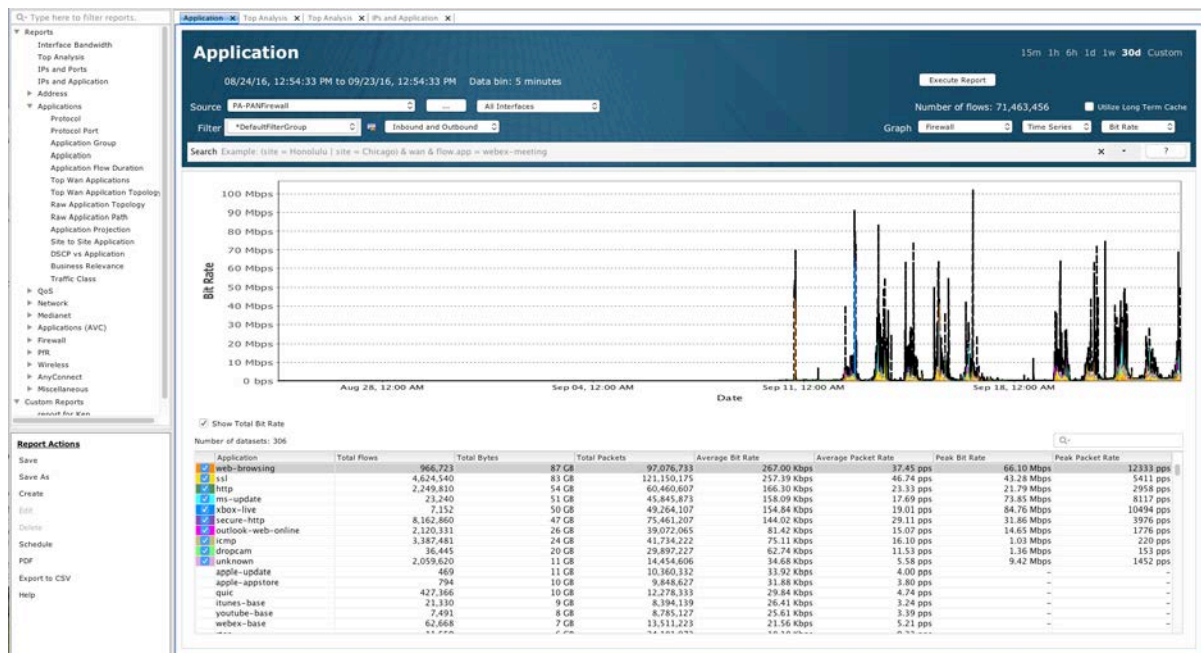 Type here to filter reports.
Reports
Interface Bandwidth
Top Analysis
IPs and Ports
IPs and Application
Address
Applications
Protocol
Protocol Port
Application Group
Application
Application Flow Duration
Top Wan Applications
Top Wan Application Topology
Raw Application Topology
Raw Application Path
Application Projection
Site to Site Application
DSCP vs Application
Business Relevance
Traffic Class
QoS
Network
Medianet
Applications (AVC)
Firewall
PfR
Wireless
AnyConnect
Miscellaneous
Custom Reports
report for Ken
Report Actions
Save
Save As
Create
Edit
Delete
Schedule
PDF
Export to CSV
Help
Application Top Analysis Top Analysis IPs and Application
Application
15m 1h 6h 1d 1w 30d Custom
08/24/16, 12:54:33 PM to 09/23/16, 12:54:33 PM Data bin: 5 minutes
Execute Report
Source PA-PANFirewall ... All Interfaces
Number of flows: 71,463,456 Utilize Long Term Cache
Filter *DefaultFilterGroup Inbound and Outbound
Graph Firewall Time Series Bit Rate
Search Example: (site = Honolulu | site = Chicago) & wan & flow.app = webex-meeting
?
100 Mbps
90 Mbps
80 Mbps
70 Mbps
60 Mbps
50 Mbps
40 Mbps
30 Mbps
20 Mbps
10 Mbps
0 bps
Bit Rate
Aug 28, 12:00 AM Sep 04, 12:00 AM Sep 11, 12:00 AM Sep 18, 12:00 AM
Date
Show Total Bit Rate
Number of datasets: 306
Application Total Flows Total Bytes Total Packets Average Bit Rate Average Packet Rate Peak Bit Rate Peak Packet Rate
web-browsing 966,723 87 GB 97,076,733 267.00 Kbps 37.45 pps 66.10 Mbps 12333 pps
ssl 4,624,540 83 GB 121,150,175 257.39 Kbps 46.74 pps 43.28 Mbps 5411 pps
http 2,249,810 54 GB 60,460,607 166.30 Kbps 23.33 pps 21.79 Mbps 2958 pps
ms-update 23,240 51 GB 45,845,873 158.09 Kbps 17.69 pps 73.85 Mbps 8117 pps
xbox-live 7,152 50 GB 49,264,107 154.84 Kbps 19.01 pps 84.76 Mbps 10494 pps
secure-http 8,162,860 47 GB 75,461,207 144.02 Kbps 29.11 pps 31.86 Mbps 3976 pps
outlook-web-online 2,120,331 26 GB 39,072,065 81.42 Kbps 15.07 pps 14.65 Mbps 1776 pps
icmp 3,387,481 24 GB 41,734,222 75.11 Kbps 16.10 pps 1.03 Mbps 220 pps
dropcam 36,445 20 GB 29,897,227 62.74 Kbps 11.53 pps 1.36 Mbps 153 pps
unknown 2,059,620 11 GB 14,454,606 34.68 Kbps 5.58 pps 9.42 Mbps 1452 pps
apple-update 469 11 GB 10,360,332 33.92 Kbps 4.00 pps – –
apple-appstore 794 10 GB 9,848,627 31.88 Kbps 3.80 pps – –
quic 427,366 10 GB 12,278,333 29.84 Kbps 4.74 pps – –
itunes-base 21,330 9 GB 8,394,139 26.41 Kbps 3.24 pps – –
youtube-base 7,491 8 GB 8,785,127 25.61 Kbps 3.39 pps – –
webex-base 62,668 7 GB 13,511,223 21.56 Kbps 5.21 pps – –